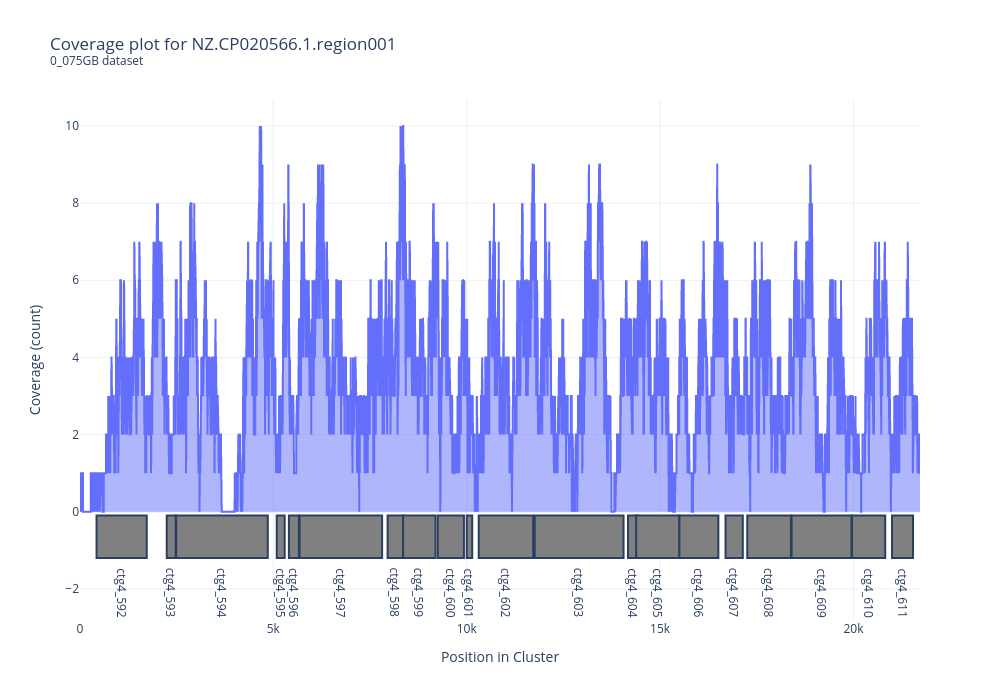 Coverage plot for NZ.CP020566.1.region001
0_075GB dataset
10
8
6
4
2
0
−2
Coverage (count)
ctg4_592
ctg4_593
ctg4_594
ctg4_595
ctg4_596
ctg4_597
ctg4_598
ctg4_599
ctg4_600
ctg4_601
ctg4_602
ctg4_603
ctg4_604
ctg4_605
ctg4_606
ctg4_607
ctg4_608
ctg4_609
ctg4_610
ctg4_611
0 5k 10k 15k 20k
Position in Cluster